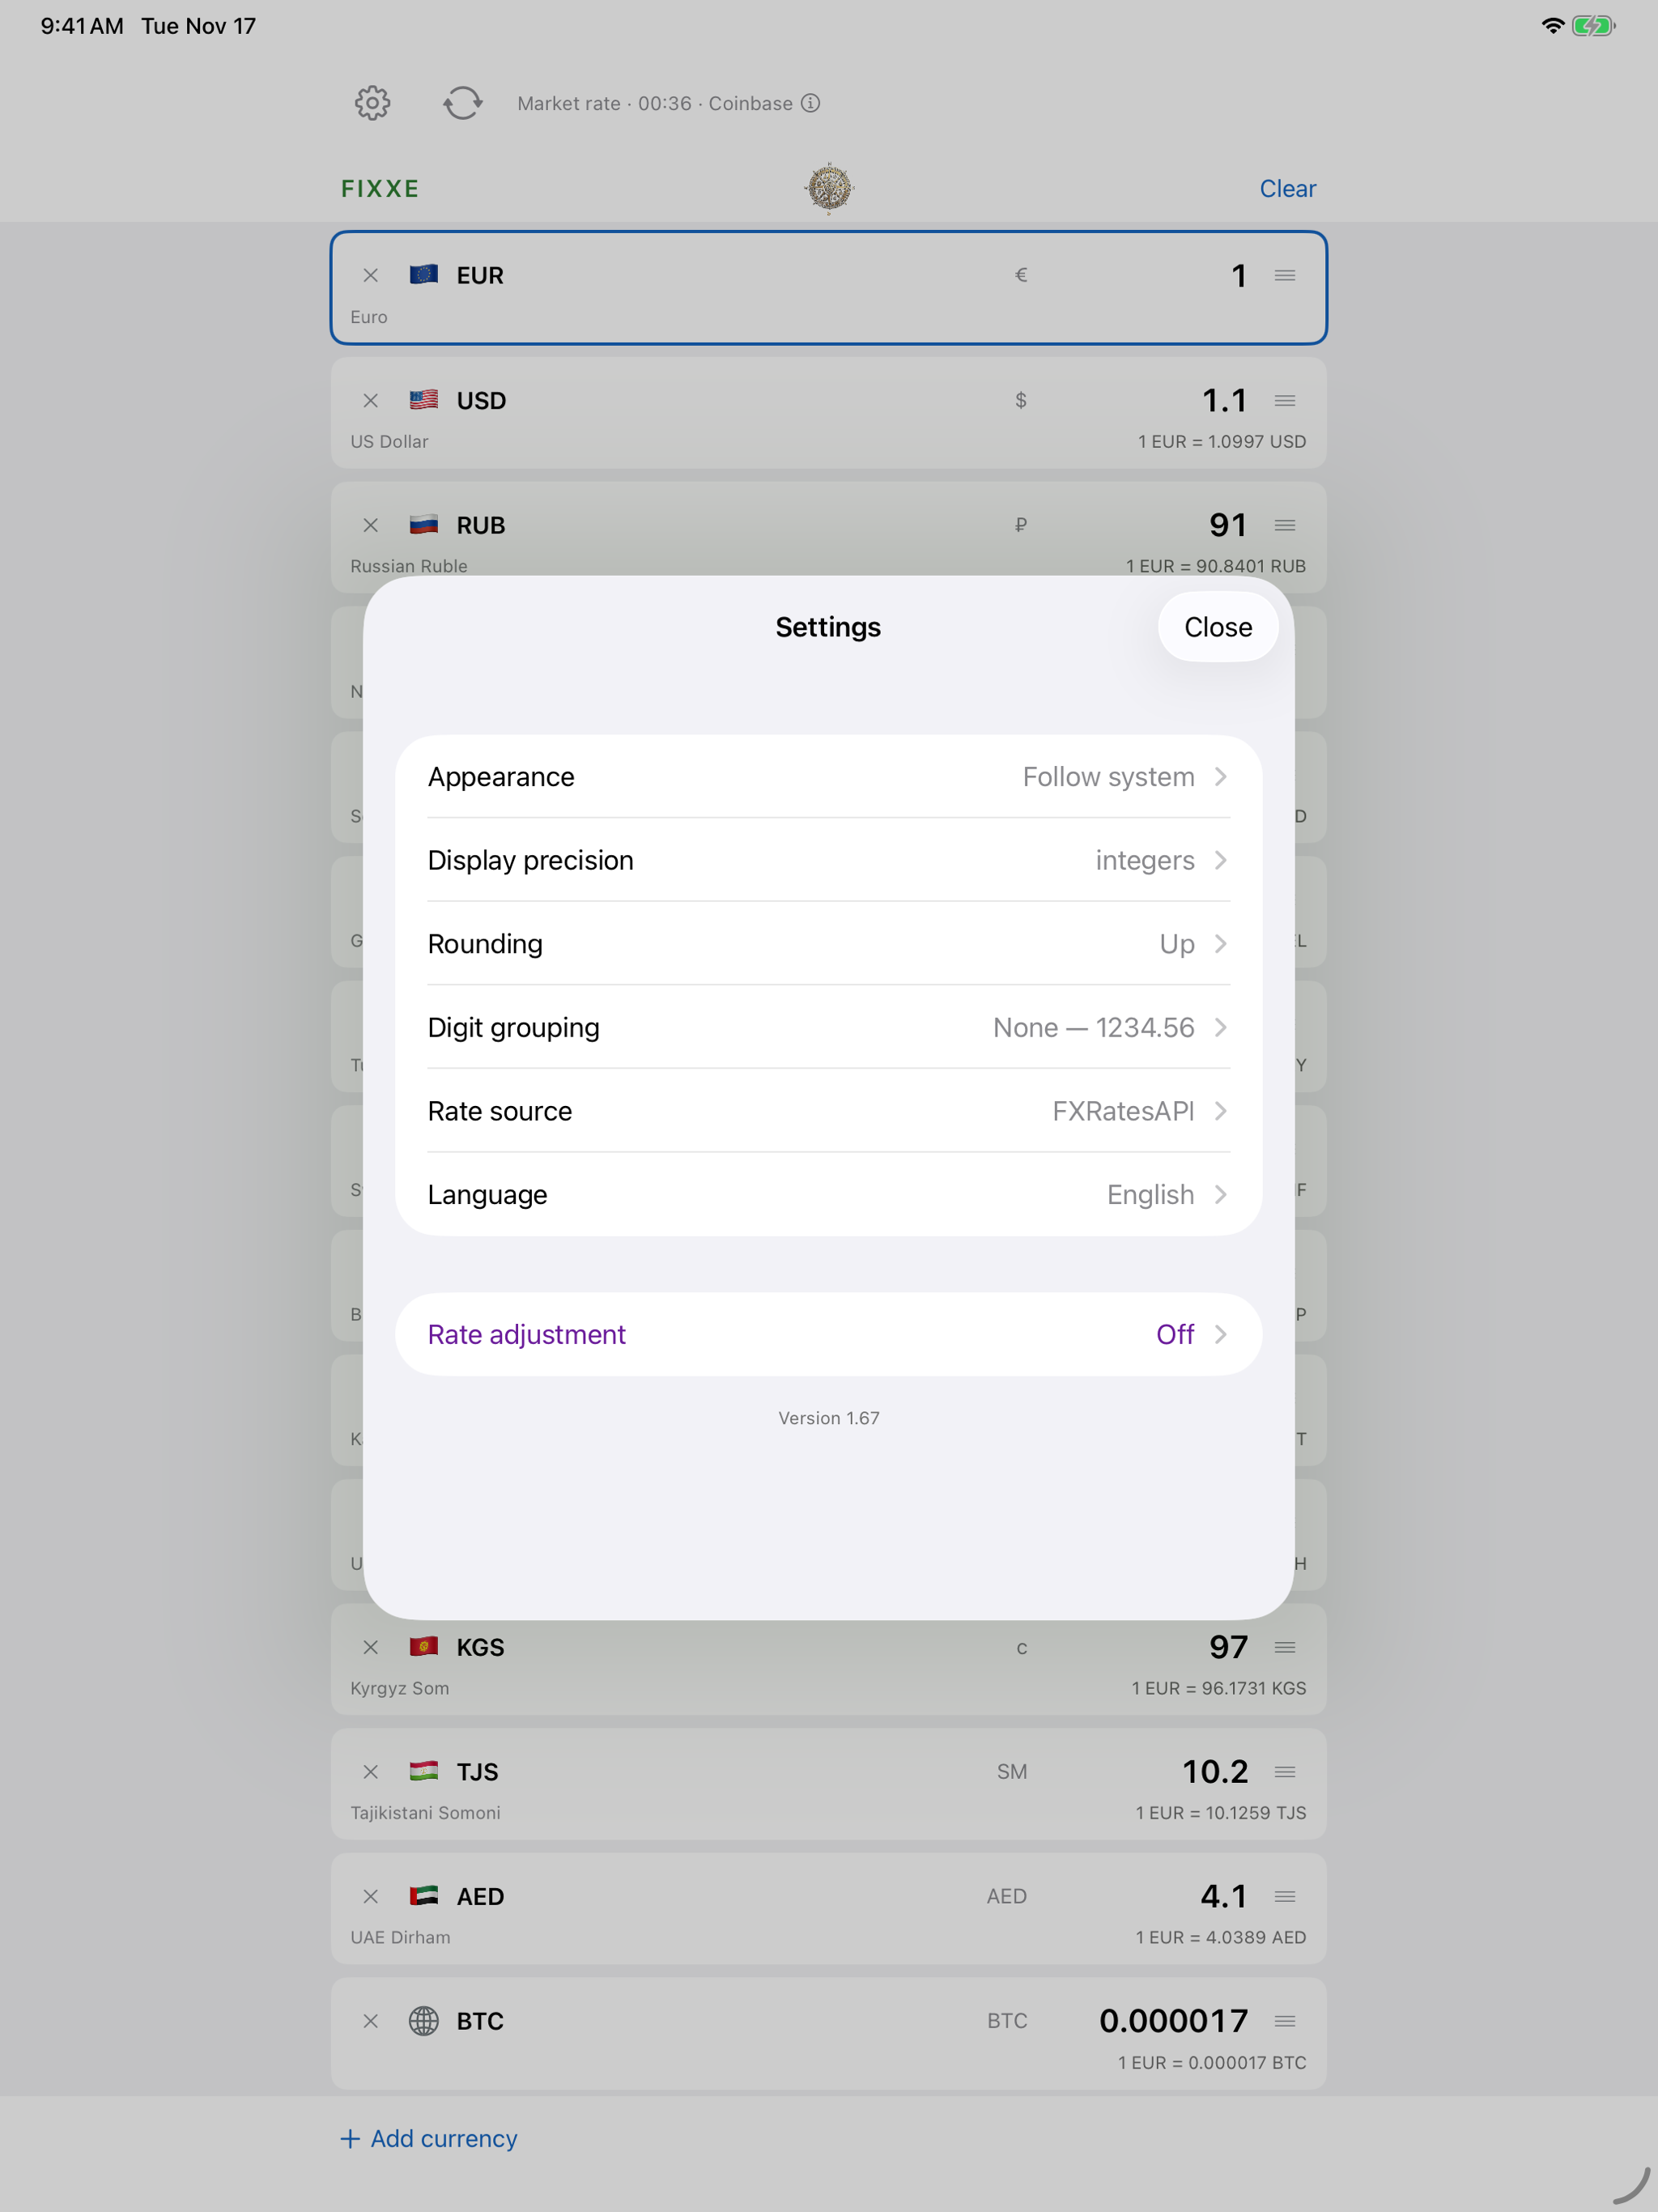 9:41 AM Tue Nov 17
Market rate · 00:36 · Coinbase
FIXXE
Clear
EUR € 1
Euro
USD $ 1.1
US Dollar 1 EUR = 1.0997 USD
RUB ₽ 91
Russian Ruble 1 EUR = 90.8401 RUB
Settings
Close
Appearance Follow system
Display precision integers
Rounding Up
Digit grouping None — 1234.56
Rate source FXRatesAPI
Language English
Rate adjustment Off
Version 1.67
KGS с 97
Kyrgyz Som 1 EUR = 96.1731 KGS
TJS SM 10.2
Tajikistani Somoni 1 EUR = 10.1259 TJS
AED AED 4.1
UAE Dirham 1 EUR = 4.0389 AED
BTC BTC 0.000017
1 EUR = 0.000017 BTC
+ Add currency